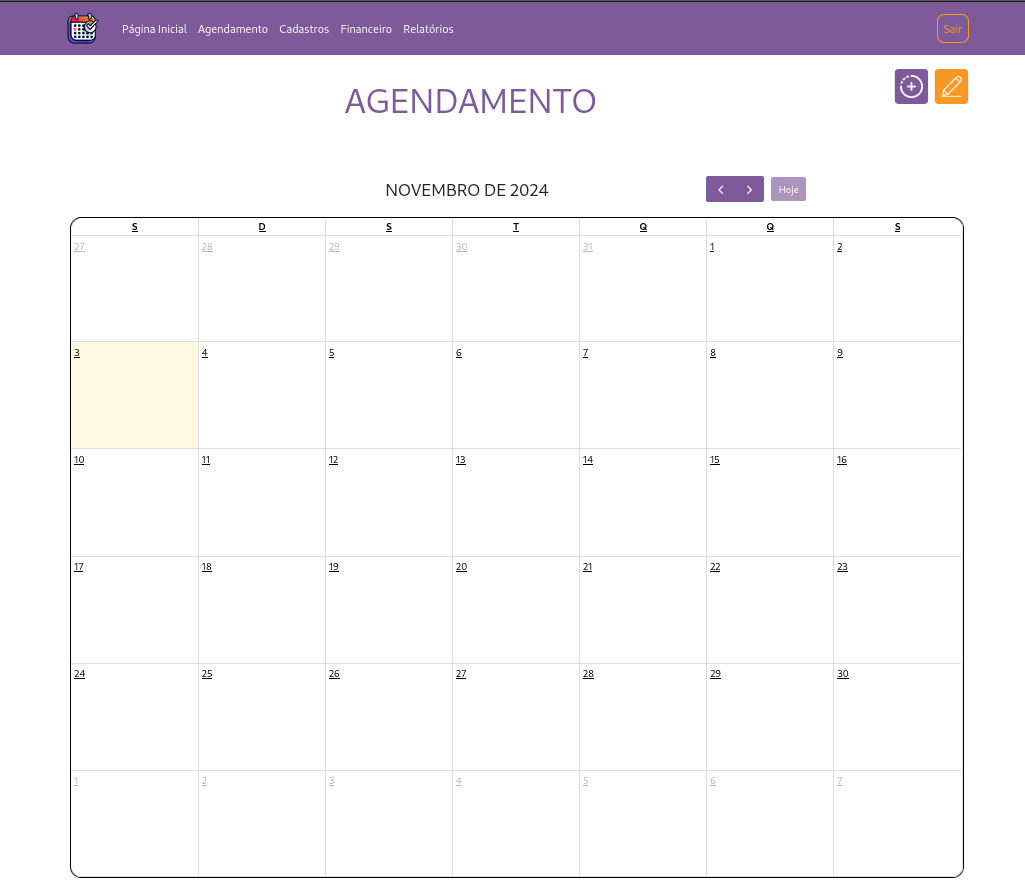 Página Inicial Agendamento Cadastros Financeiro Relatórios Sair
AGENDAMENTO
NOVEMBRO DE 2024 Hoje
S D S T Q Q S
27 28 29 30 31 1 2
3 4 5 6 7 8 9
10 11 12 13 14 15 16
17 18 19 20 21 22 23
24 25 26 27 28 29 30
1 2 3 4 5 6 7